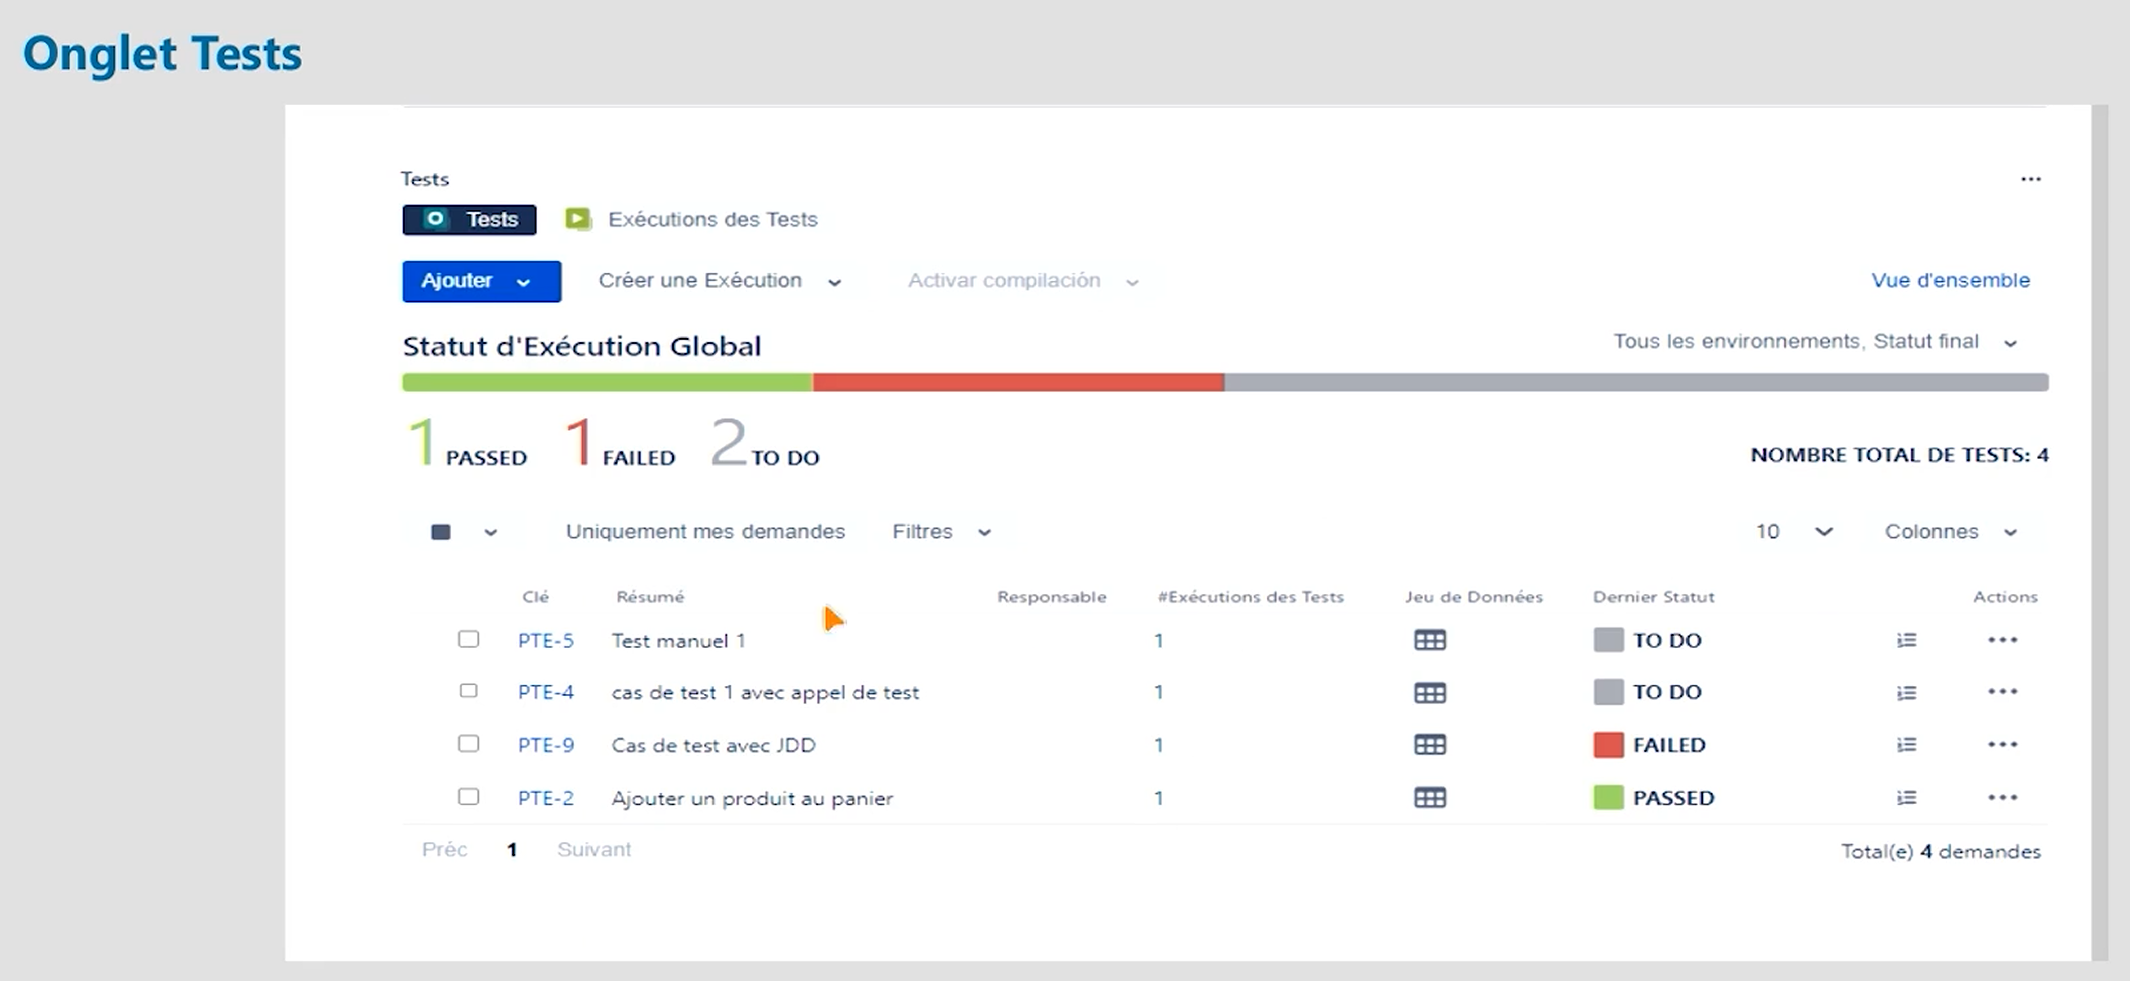 Onglet Tests
Tests
Tests Exécutions des Tests
Ajouter Créer une Exécution Activar compilación Vue d'ensemble
Statut d'Exécution Global Tous les environnements, Statut final
1 PASSED 1 FAILED 2 TO DO NOMBRE TOTAL DE TESTS: 4
Uniquement mes demandes Filtres 10 Colonnes
Clé Résumé Responsable #Exécutions des Tests Jeu de Données Dernier Statut Actions
PTE-5 Test manuel 1 1 TO DO
PTE-4 cas de test 1 avec appel de test 1 TO DO
PTE-9 Cas de test avec JDD 1 FAILED
PTE-2 Ajouter un produit au panier 1 PASSED
Préc 1 Suivant Total(e) 4 demandes